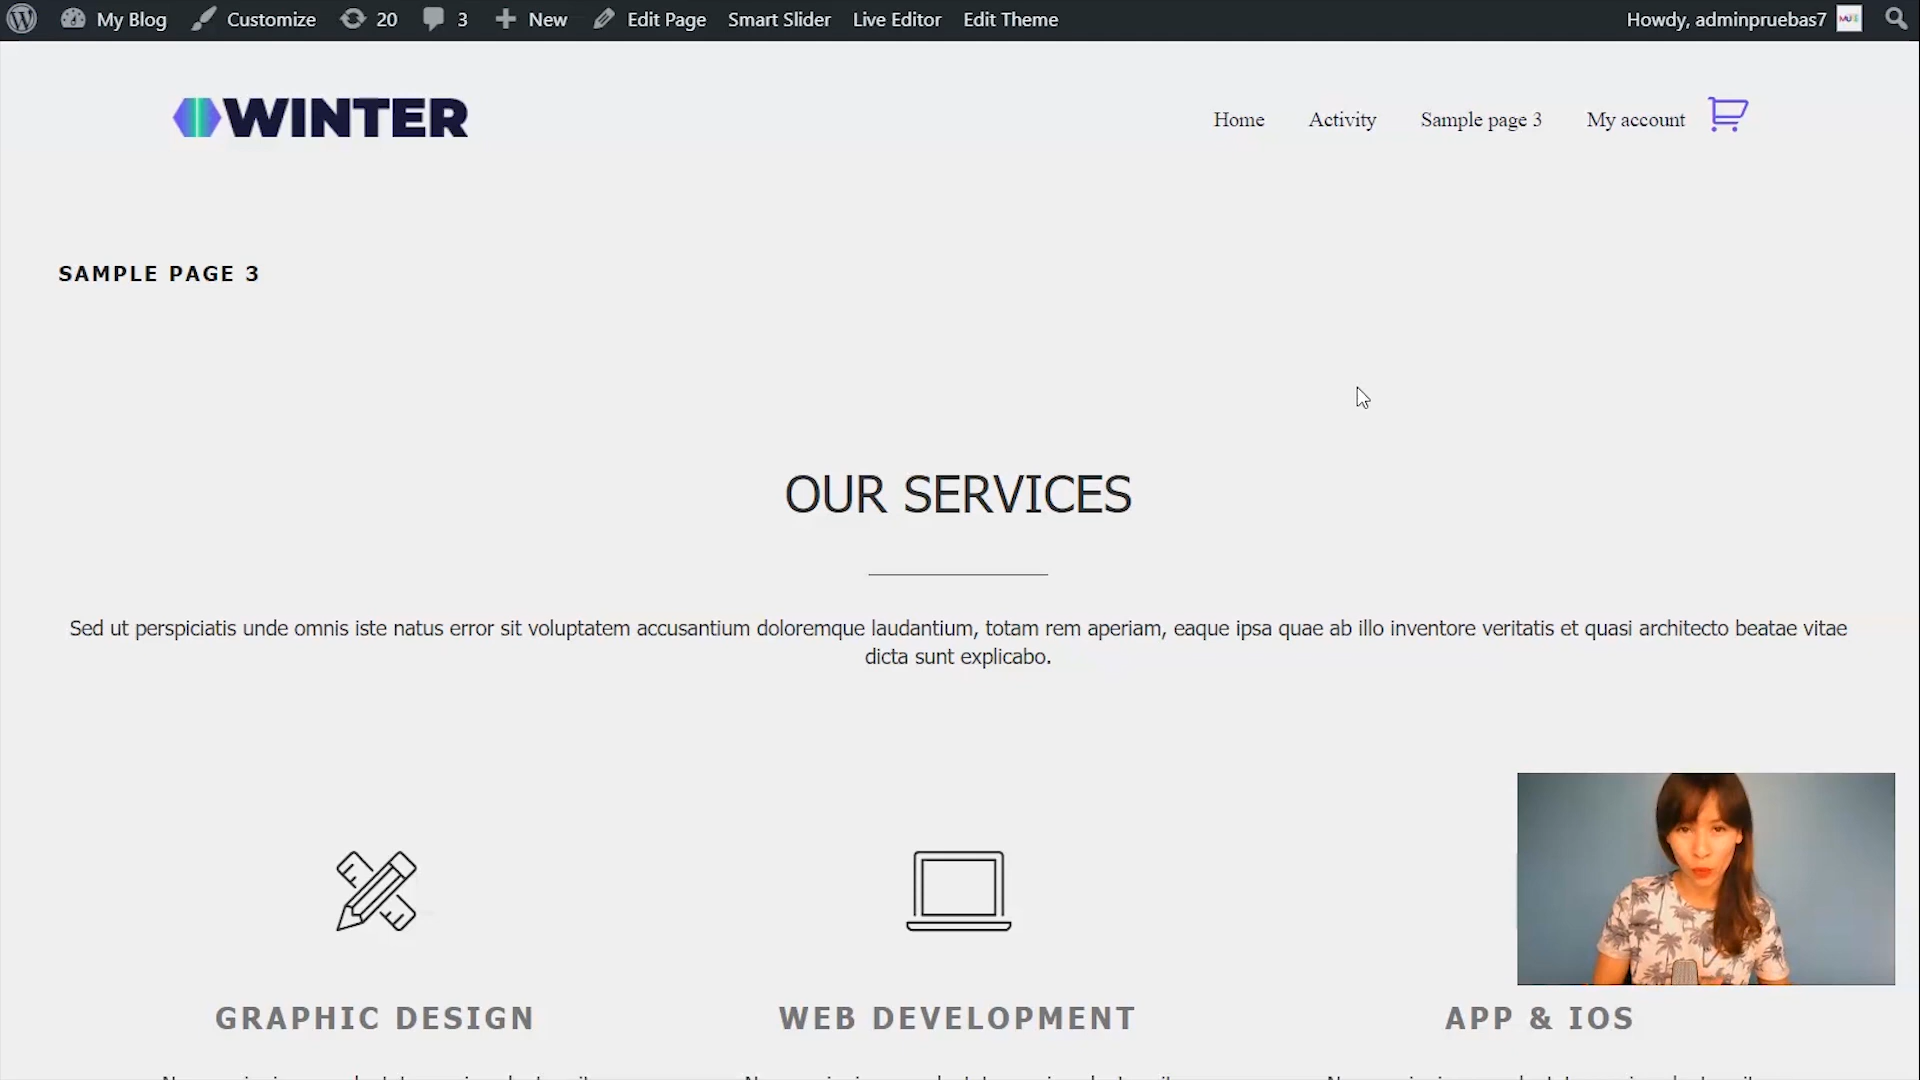 My Blog Customize 20 3 New Edit Page Smart Slider Live Editor Edit Theme Howdy, adminpruebas7
WINTER
Home Activity Sample page 3 My account
SAMPLE PAGE 3
OUR SERVICES
Sed ut perspiciatis unde omnis iste natus error sit voluptatem accusantium doloremque laudantium, totam rem aperiam, eaque ipsa quae ab illo inventore veritatis et quasi architecto beatae vitae
dicta sunt explicabo.
GRAPHIC DESIGN WEB DEVELOPMENT APP & IOS